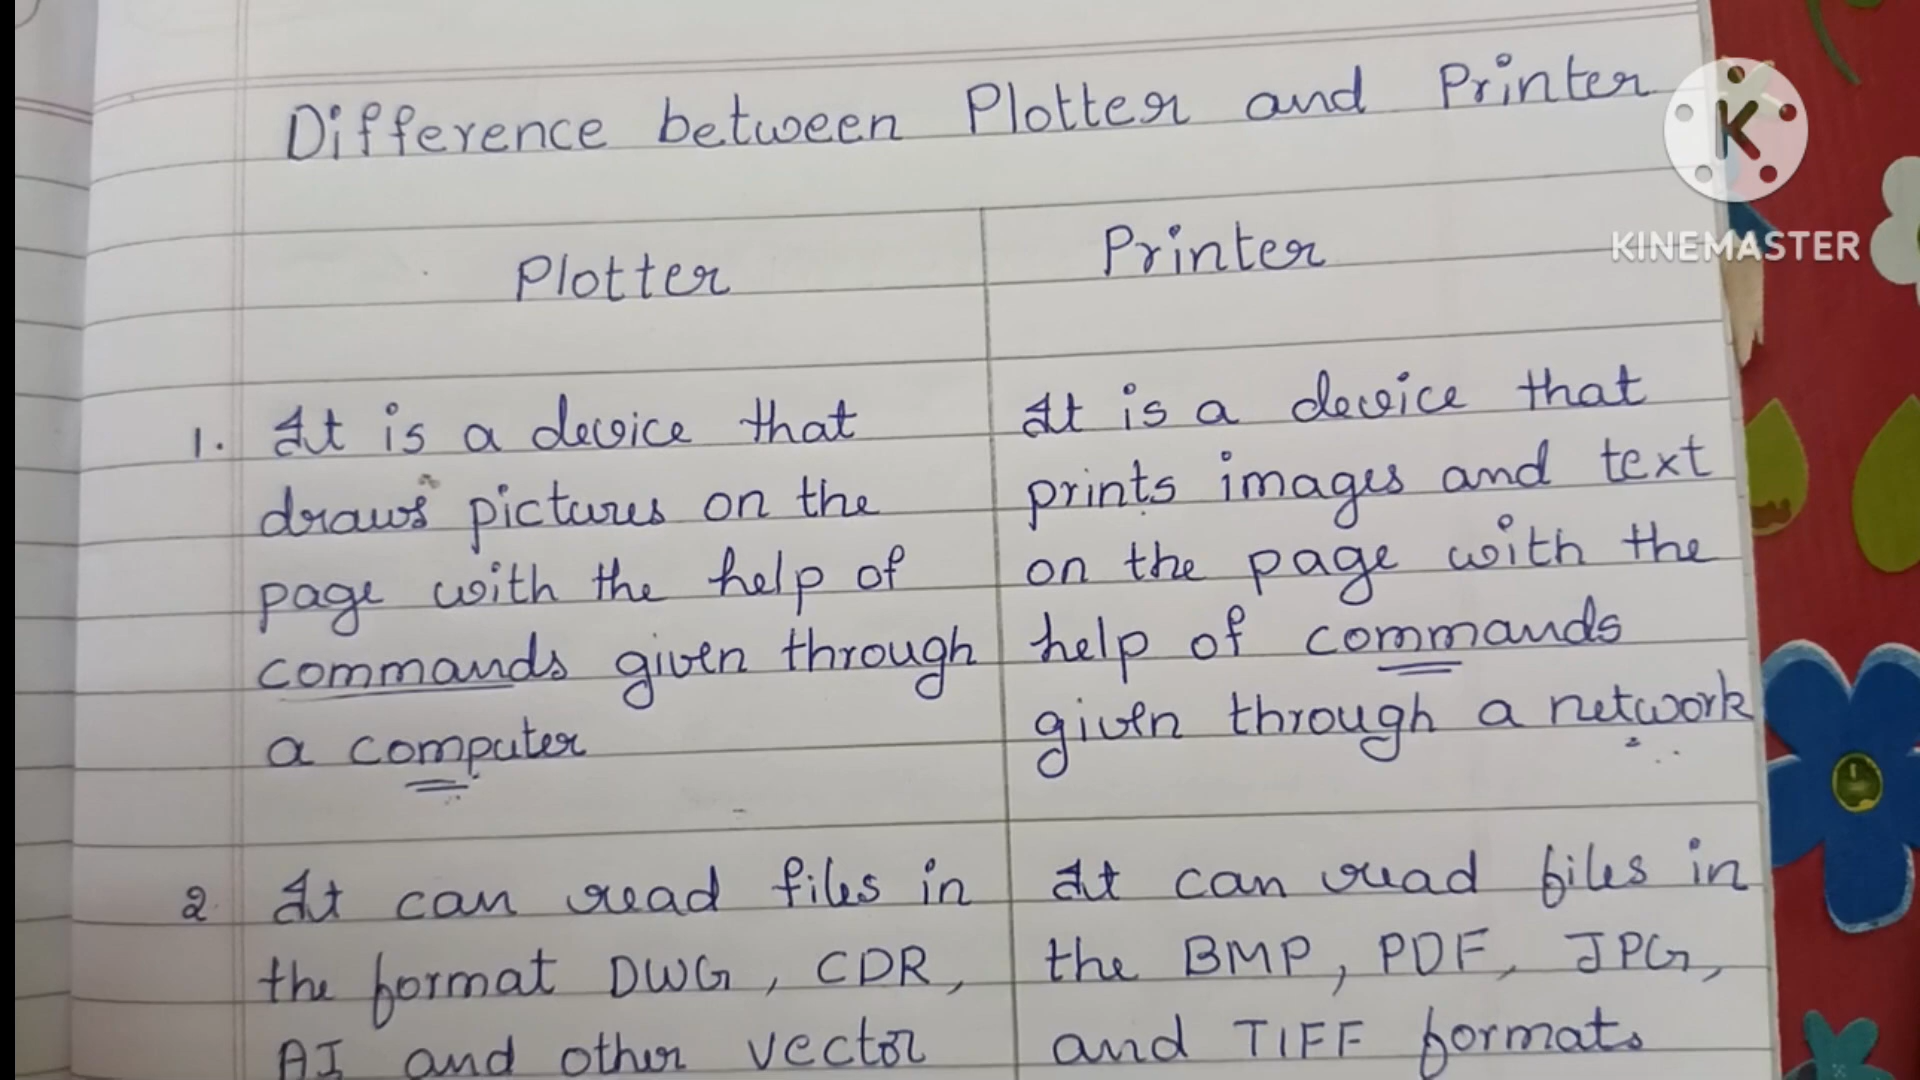 Difference between Plotter and Printer
KINEMASTER
Plotter
Printer
1. It is a device that
draws pictures on the
page with the help of
commands given through
a computer
It is a device that
prints images and text
on the page with the
help of commands
given through a network
2 It can read files in
the format DWG, CDR,
AI and other vector
It can read files in
the BMP, PDF, JPG,
and TIFF formats